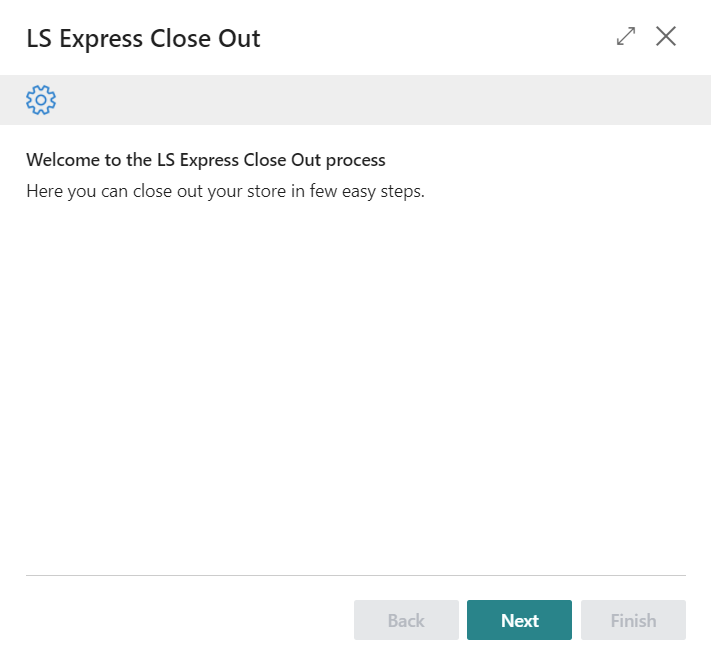 LS Express Close Out
Welcome to the LS Express Close Out process
Here you can close out your store in few easy steps.
Back
Next
Finish